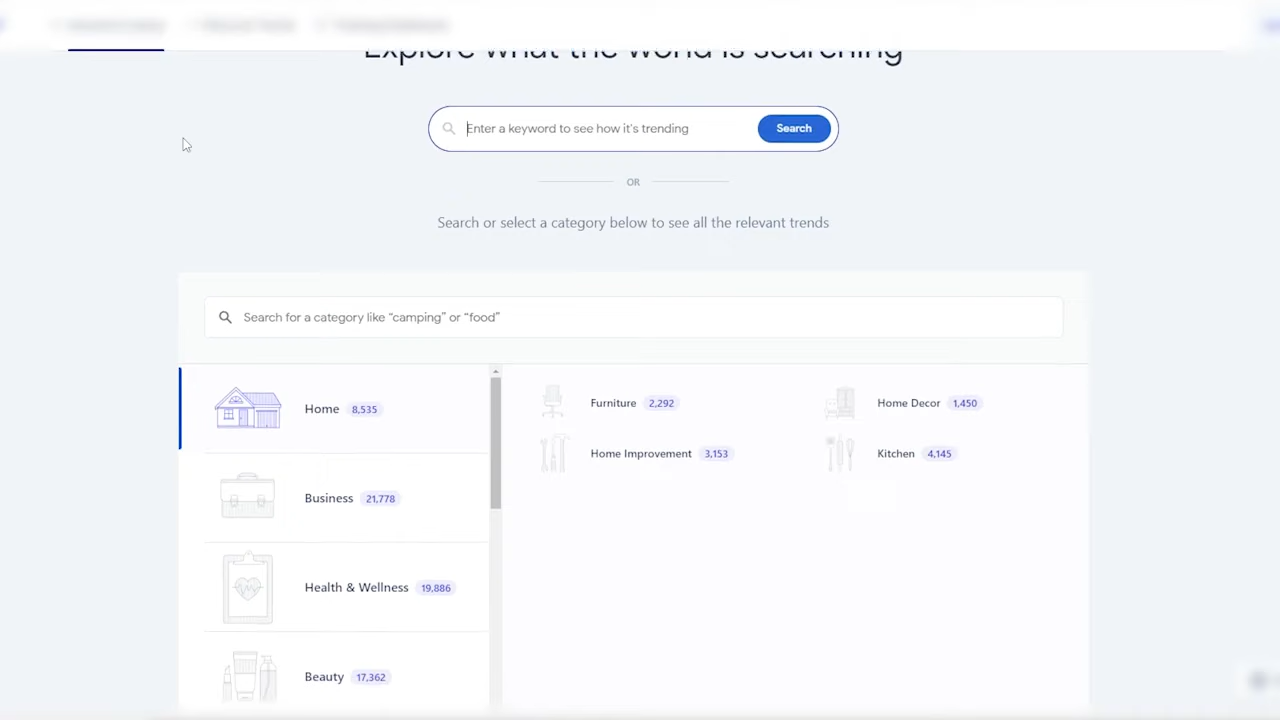 Explore what the world is searching
Enter a keyword to see how it's trending
Search
OR
Search or select a category below to see all the relevant trends
Search for a category like “camping” or “food”
Home 8,535
Furniture 2,292
Home Decor 1,450
Home Improvement 3,153
Kitchen 4,145
Business 21,778
Health & Wellness 19,886
Beauty 17,362